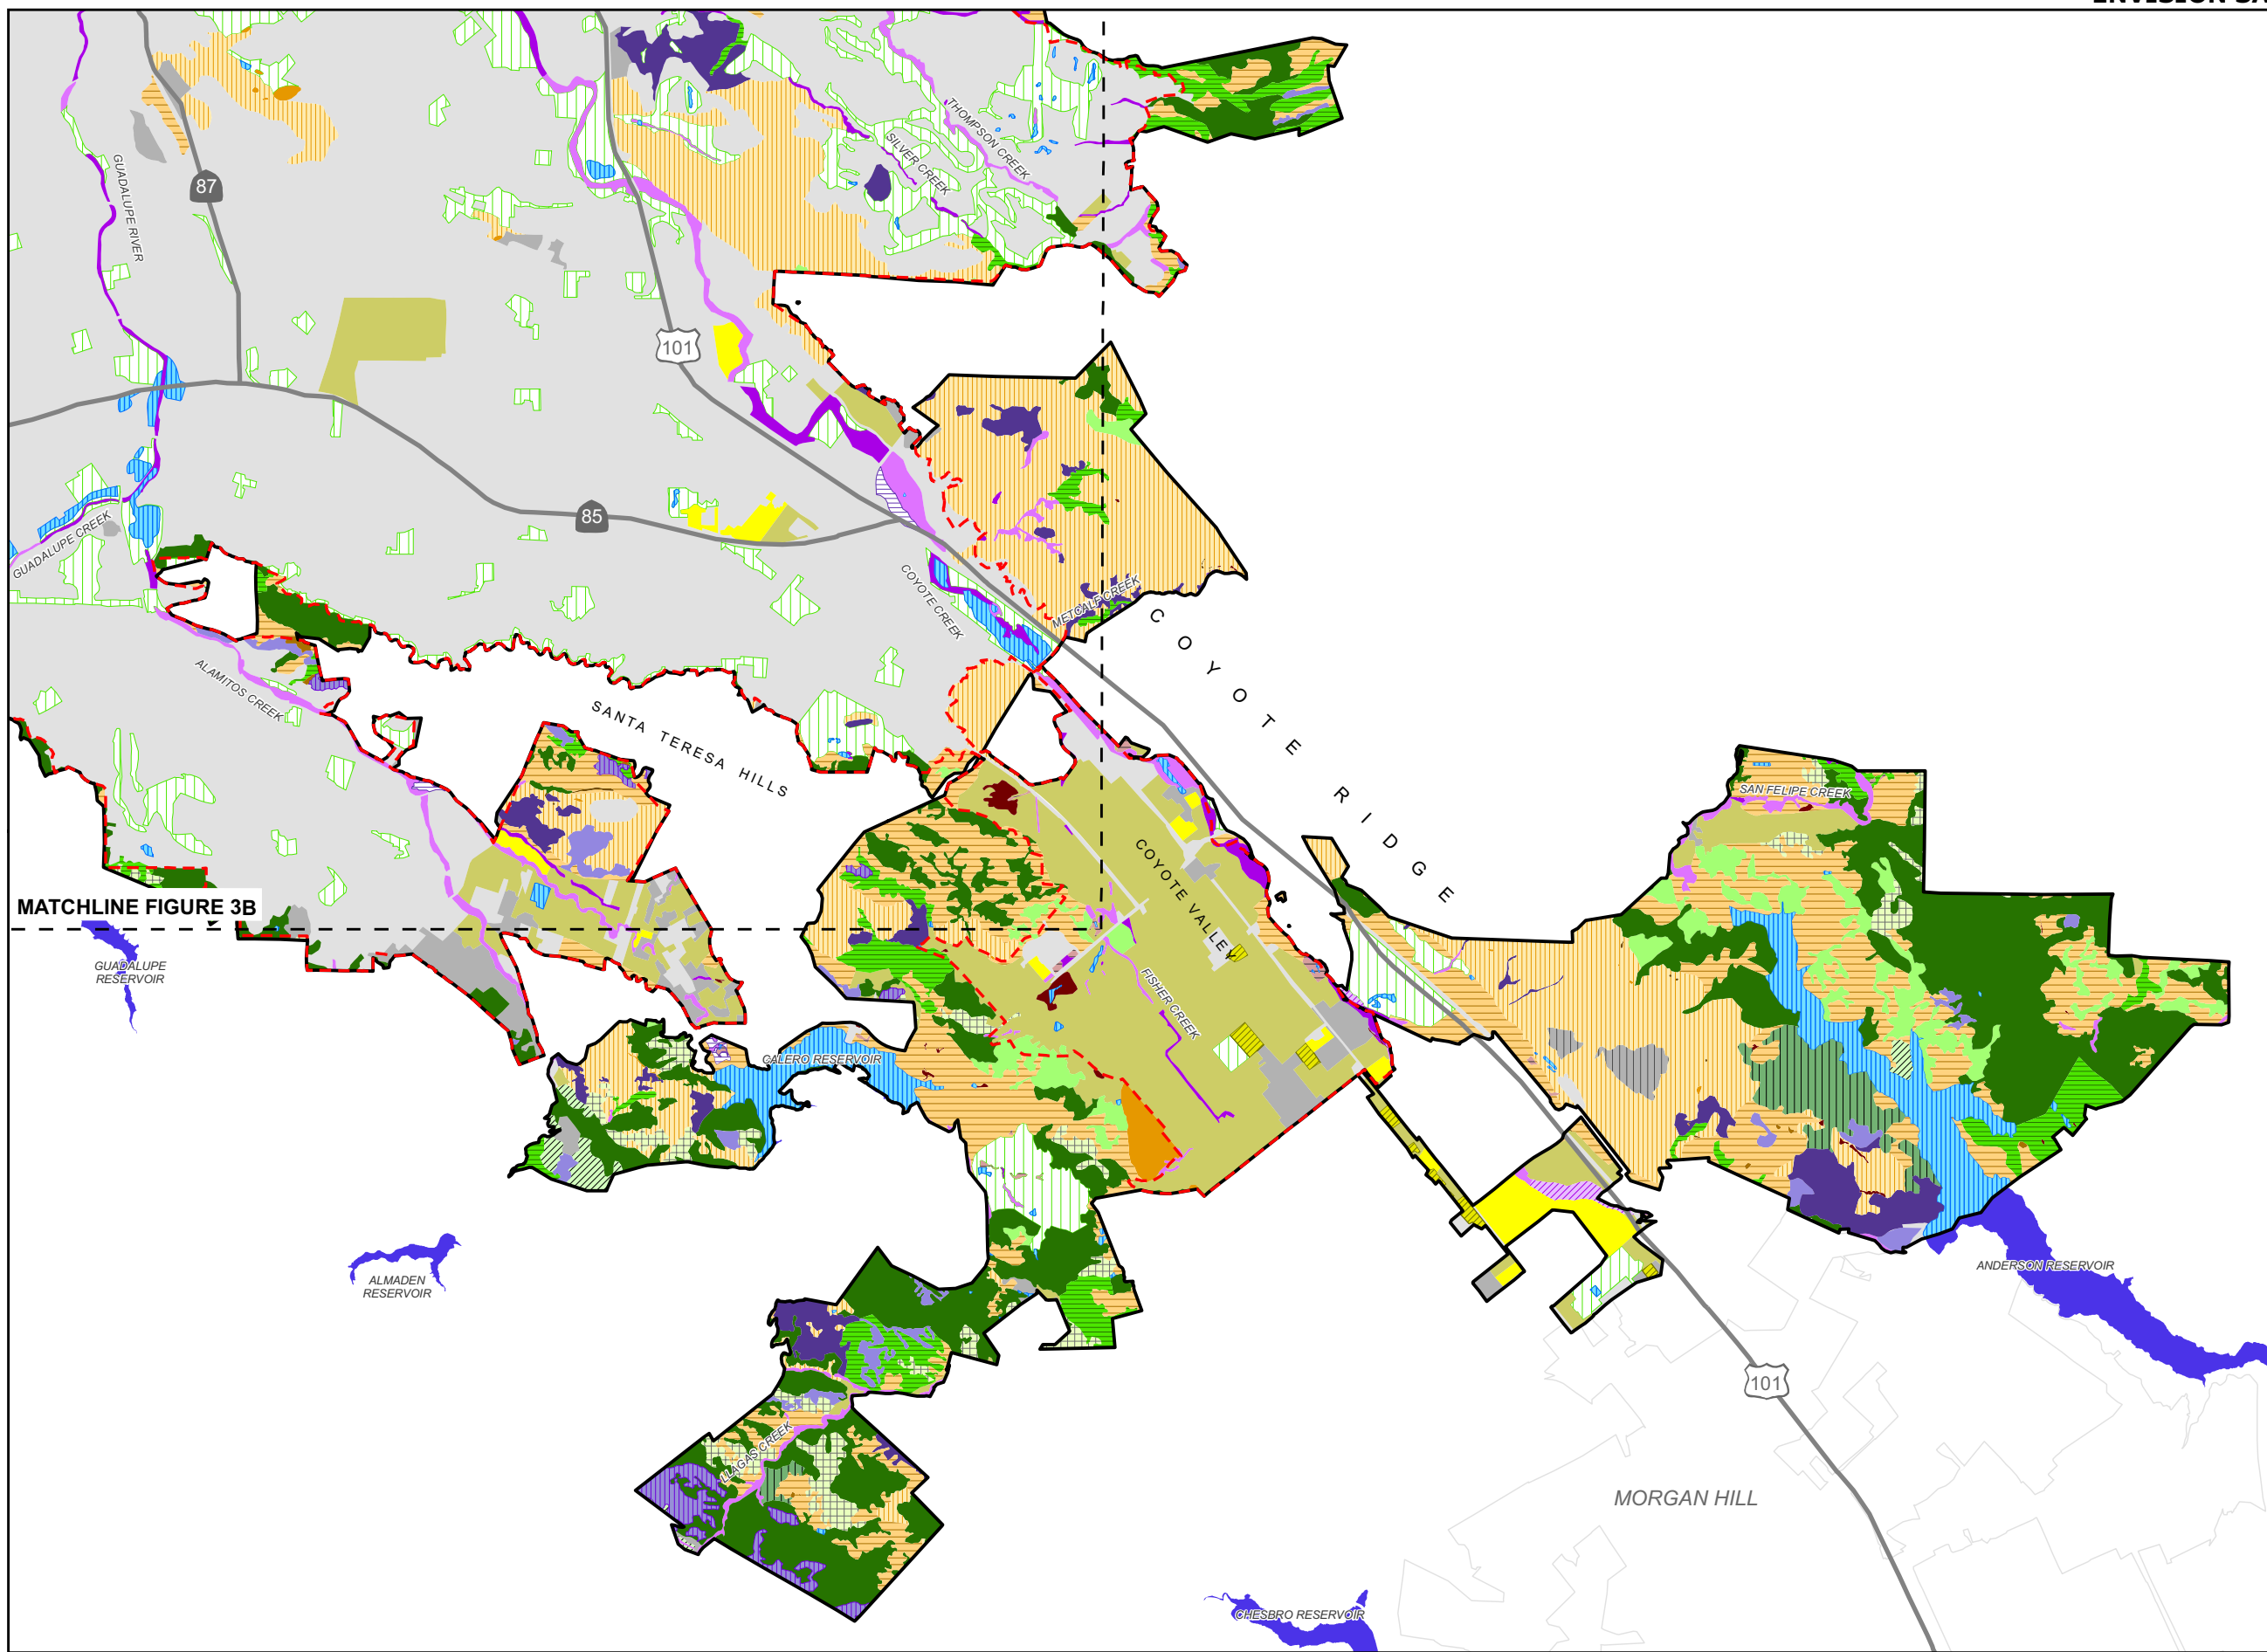 THOMPSON CREEK
SILVER CREEK
GUADALUPE RIVER
87
101
85
GUADALUPE CREEK
COYOTE CREEK
METCALF CREEK
COYOTE RIDGE
ALAMITOS CREEK
SANTA TERESA HILLS
SAN FELIPE CREEK
COYOTE VALLEY
MATCHLINE FIGURE 3B
GUADALUPE
RESERVOIR
FISHER CREEK
CALERO RESERVOIR
ALMADEN
RESERVOIR
ANDERSON RESERVOIR
101
LLAGAS CREEK
MORGAN HILL
CHESBRO RESERVOIR